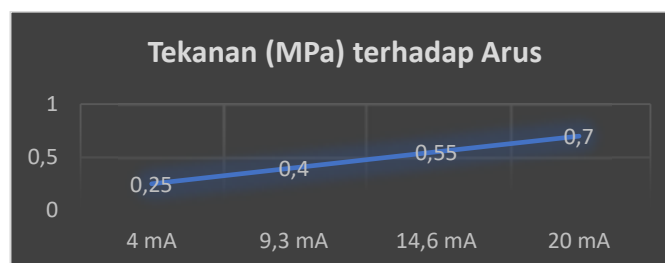 Tekanan (MPa) terhadap Arus
1
0,5
0
0,25
0,4
0,55
0,7
4 mA
9,3 mA
14,6 mA
20 mA